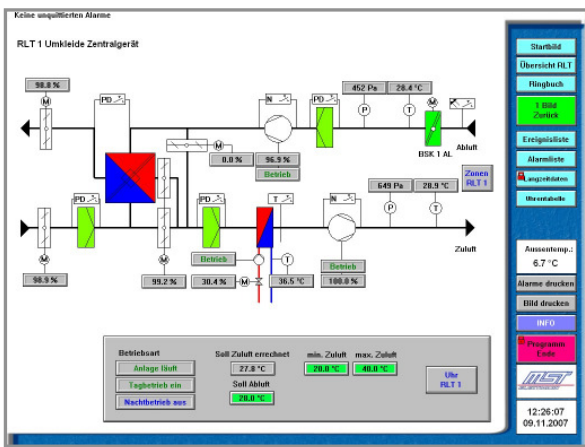 Keine unquittierten Alarme
RLT 1 Umkleide Zentralgerät
Startbild
Übersicht RLT
Ringbuch
1 Bild
Zurück
Ereignisliste
Alarmliste
Langzeitdaten
Uhrentabelle
Aussentemp.:
6.7 °C
Alarme drucken
Bild drucken
INFO
Programm
Ende
MST
12:26:07
09.11.2007
98.8 %
M
PD
N
PD
452 Pa
28.4 °C
P
T
M
Abluft
BSK 1 AL
M
0.0 %
96.9 %
Betrieb
Zonen
RLT 1
649 Pa
28.9 °C
P
T
M
PD
M
PD
T
N
Zuluft
98.9 %
99.2 %
Betrieb
M
30.4 %
T
36.5 °C
Betrieb
100.0 %
Betriebsart
Anlage läuft
Tagbetrieb ein
Nachtbetrieb aus
Soll Zuluft errechnet
27.8 °C
Soll Abluft
28.0 °C
min. Zuluft
20.0 °C
max. Zuluft
40.0 °C
Uhr
RLT 1